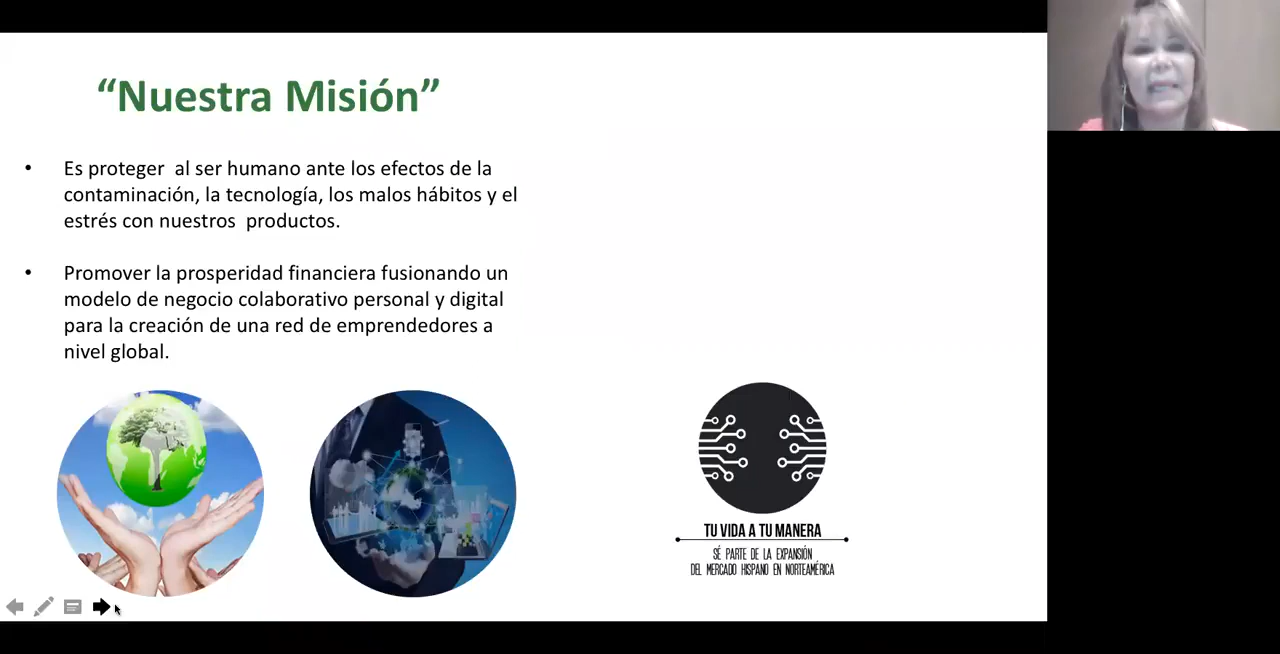 “Nuestra Misión”
• Es proteger al ser humano ante los efectos de la
contaminación, la tecnología, los malos hábitos y el
estrés con nuestros productos.
• Promover la prosperidad financiera fusionando un
modelo de negocio colaborativo personal y digital
para la creación de una red de emprendedores a
nivel global.
TU VIDA A TU MANERA
SÉ PARTE DE LA EXPANSIÓN
DEL MERCADO HISPANO EN NORTEAMÉRICA